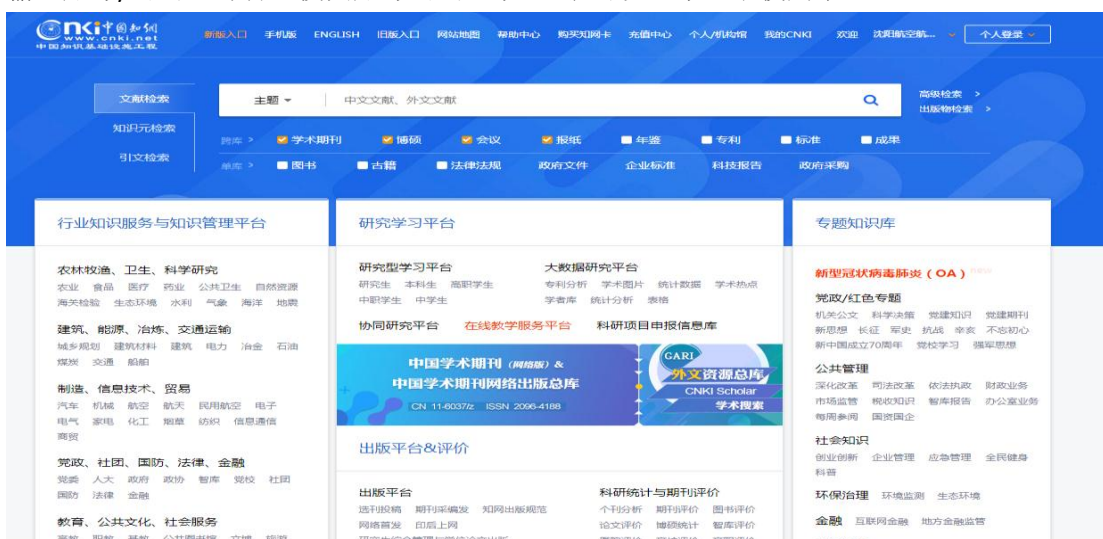 中国知网
www.cnki.net
中国知识基础设施工程
新版入口 手机版 ENGLISH 旧版入口 网站地图 帮助中心 购买知网卡 充值中心 个人/机构馆 我的CNKI 欢迎 沈阳航空航... 个人登录
文献检索
知识元检索
引文检索
主题 中文文献、外文文献
高级检索 >
出版物检索 >
跨库 > 学术期刊 博硕 会议 报纸 年鉴 专利 标准 成果
单库 > 图书 古籍 法律法规 政府文件 企业标准 科技报告 政府采购
行业知识服务与知识管理平台
农林牧渔、卫生、科学研究
农业 食品 医疗 药业 公共卫生 自然资源
海关检验 生态环境 水利 气象 海洋 地震
建筑、能源、冶炼、交通运输
城乡规划 建筑材料 建筑 电力 冶金 石油
煤炭 交通 船舶
制造、信息技术、贸易
汽车 机械 航空 航天 民用航空 电子
电气 家电 化工 烟草 纺织 信息通信
商贸
党政、社团、国防、法律、金融
党委 人大 政府 政协 智库 党校 社团
国防 法律 金融
教育、公共文化、社会服务
研究学习平台
研究型学习平台
研究生 本科生 高职学生
中职学生 中学生
大数据研究平台
专利分析 学术图片 统计数据 学术热点
学者库 统计分析 表格
协同研究平台 在线教学服务平台 科研项目申报信息库
中国学术期刊(网络版)&
中国学术期刊网络出版总库
CN 11-6037/z ISSN 2096-4188
GARI
外文资源总库
CNKI Scholar
学术搜索
出版平台&评价
出版平台
选刊投稿 期刊采编发 知网出版规范
网络首发 印后上网
科研统计与期刊评价
个刊分析 期刊评价 图书评价
论文评价 博硕统计 智库评价
专题知识库
新型冠状病毒肺炎(OA)
党政/红色专题
机关公文 科学决策 党建知识 党建期刊
新思想 长征 军史 抗战 辛亥 不忘初心
新中国成立70周年 党校学习 强军思想
公共管理
深化改革 司法改革 依法执政 财政业务
市场监管 税收知识 智库报告 办公室业务
每周参阅 国资国企
社会知识
创业创新 企业管理 应急管理 全民健身
科普
环保治理 环境监测 生态环境
金融 互联网金融 地方金融监管